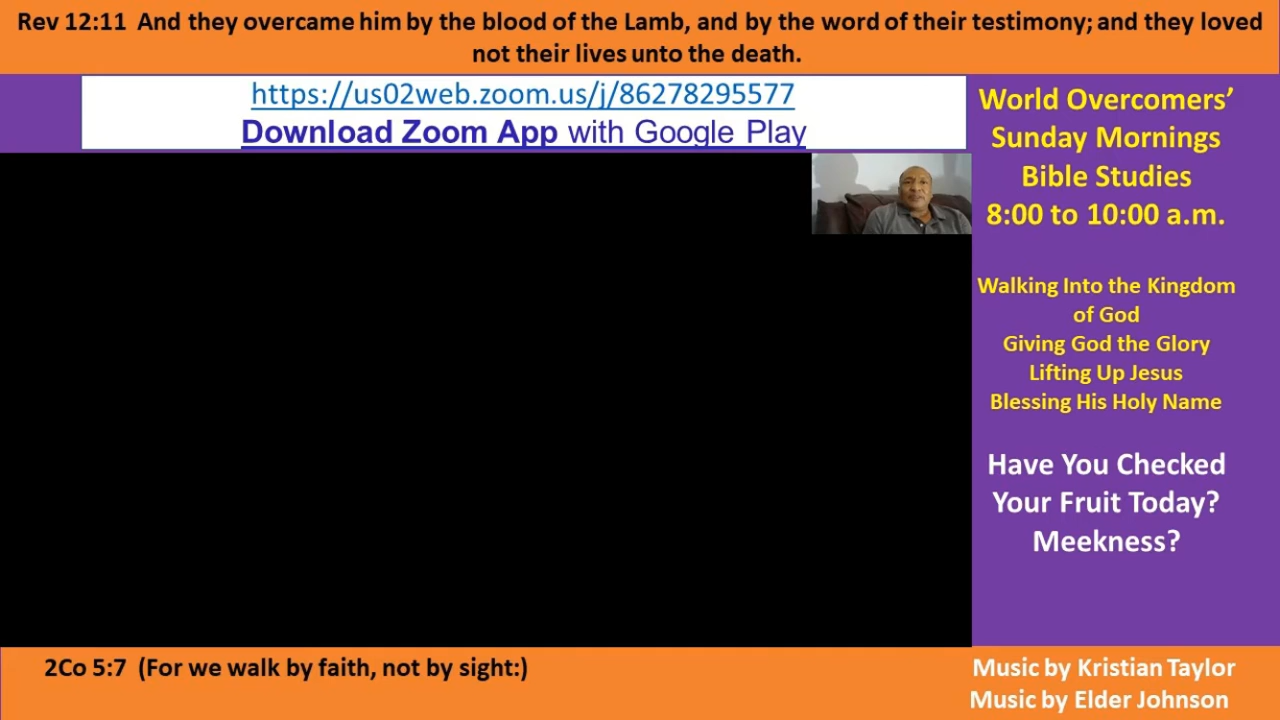 Rev 12:11  And they overcame him by the blood of the Lamb, and by the word of their testimony; and they loved
not their lives unto the death.
https://us02web.zoom.us/j/86278295577
Download Zoom App with Google Play
World Overcomers’
Sunday Mornings
Bible Studies
8:00 to 10:00 a.m.
Walking Into the Kingdom
of God
Giving God the Glory
Lifting Up Jesus
Blessing His Holy Name
Have You Checked
Your Fruit Today?
Meekness?
2Co 5:7  (For we walk by faith, not by sight:)
Music by Kristian Taylor
Music by Elder Johnson